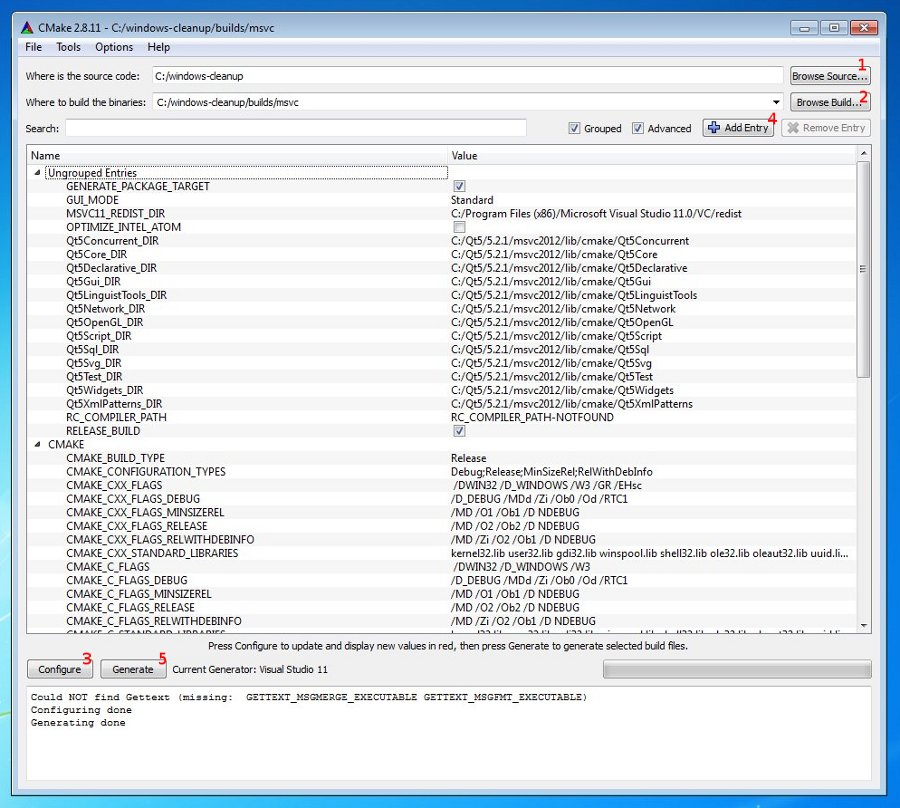 CMake 2.8.11 - C:/windows-cleanup/builds/msvc
File Tools Options Help
Where is the source code: C:/windows-cleanup Browse Source... 1
Where to build the binaries: C:/windows-cleanup/builds/msvc Browse Build... 2
Search: Grouped Advanced Add Entry 4 Remove Entry
Name Value
Ungrouped Entries
GENERATE_PACKAGE_TARGET
GUI_MODE Standard
MSVC11_REDIST_DIR C:/Program Files (x86)/Microsoft Visual Studio 11.0/VC/redist
OPTIMIZE_INTEL_ATOM
Qt5Concurrent_DIR C:/Qt5/5.2.1/msvc2012/lib/cmake/Qt5Concurrent
Qt5Core_DIR C:/Qt5/5.2.1/msvc2012/lib/cmake/Qt5Core
Qt5Declarative_DIR C:/Qt5/5.2.1/msvc2012/lib/cmake/Qt5Declarative
Qt5Gui_DIR C:/Qt5/5.2.1/msvc2012/lib/cmake/Qt5Gui
Qt5LinguistTools_DIR C:/Qt5/5.2.1/msvc2012/lib/cmake/Qt5LinguistTools
Qt5Network_DIR C:/Qt5/5.2.1/msvc2012/lib/cmake/Qt5Network
Qt5OpenGL_DIR C:/Qt5/5.2.1/msvc2012/lib/cmake/Qt5OpenGL
Qt5Script_DIR C:/Qt5/5.2.1/msvc2012/lib/cmake/Qt5Script
Qt5Sql_DIR C:/Qt5/5.2.1/msvc2012/lib/cmake/Qt5Sql
Qt5Svg_DIR C:/Qt5/5.2.1/msvc2012/lib/cmake/Qt5Svg
Qt5Test_DIR C:/Qt5/5.2.1/msvc2012/lib/cmake/Qt5Test
Qt5Widgets_DIR C:/Qt5/5.2.1/msvc2012/lib/cmake/Qt5Widgets
Qt5XmlPatterns_DIR C:/Qt5/5.2.1/msvc2012/lib/cmake/Qt5XmlPatterns
RC_COMPILER_PATH RC_COMPILER_PATH-NOTFOUND
RELEASE_BUILD
CMAKE
CMAKE_BUILD_TYPE Release
CMAKE_CONFIGURATION_TYPES Debug;Release;MinSizeRel;RelWithDebInfo
CMAKE_CXX_FLAGS /DWIN32 /D_WINDOWS /W3 /GR /EHsc
CMAKE_CXX_FLAGS_DEBUG /D_DEBUG /MDd /Zi /Ob0 /Od /RTC1
CMAKE_CXX_FLAGS_MINSIZEREL /MD /O1 /Ob1 /D NDEBUG
CMAKE_CXX_FLAGS_RELEASE /MD /O2 /Ob2 /D NDEBUG
CMAKE_CXX_FLAGS_RELWITHDEBINFO /MD /Zi /O2 /Ob1 /D NDEBUG
CMAKE_CXX_STANDARD_LIBRARIES kernel32.lib user32.lib gdi32.lib winspool.lib shell32.lib ole32.lib oleaut32.lib uuid.li...
CMAKE_C_FLAGS /DWIN32 /D_WINDOWS /W3
CMAKE_C_FLAGS_DEBUG /D_DEBUG /MDd /Zi /Ob0 /Od /RTC1
CMAKE_C_FLAGS_MINSIZEREL /MD /O1 /Ob1 /D NDEBUG
CMAKE_C_FLAGS_RELEASE /MD /O2 /Ob2 /D NDEBUG
CMAKE_C_FLAGS_RELWITHDEBINFO /MD /Zi /O2 /Ob1 /D NDEBUG
Press Configure to update and display new values in red, then press Generate to generate selected build files.
Configure 3 Generate 5 Current Generator: Visual Studio 11
Could NOT find Gettext (missing: GETTEXT_MSGMERGE_EXECUTABLE GETTEXT_MSGFMT_EXECUTABLE)
Configuring done
Generating done